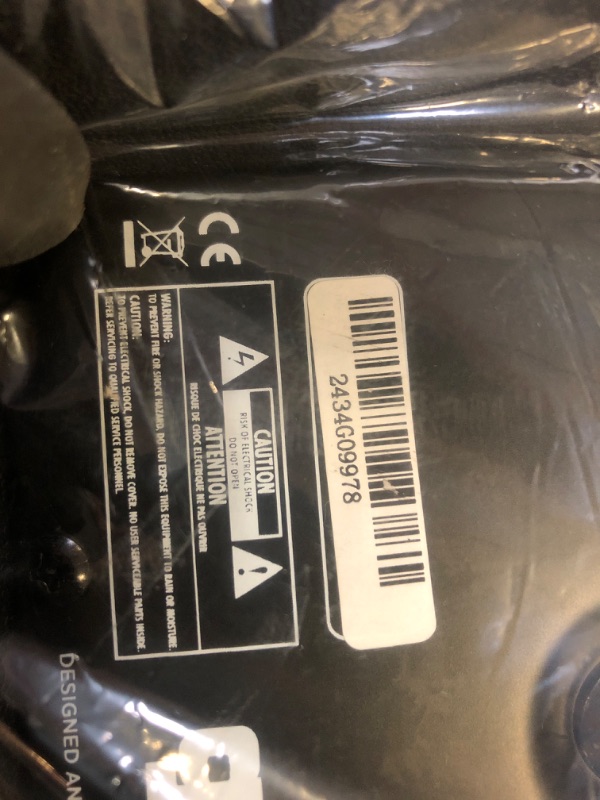 2434G09978
CE
CAUTION
RISK OF ELECTRICAL SHOCK
DO NOT OPEN
ATTENTION
RISQUE DE CHOC ELECTRIQUE NE PAS OUVRIR
WARNING:
TO PREVENT FIRE OR SHOCK HAZARD, DO NOT EXPOSE THIS EQUIPMENT TO RAIN OR MOISTURE.
CAUTION:
TO PREVENT ELECTRICAL SHOCK, DO NOT REMOVE COVER. NO USER SERVICEABLE PARTS INSIDE.
REFER SERVICING TO QUALIFIED SERVICE PERSONNEL.
DESIGNED AN